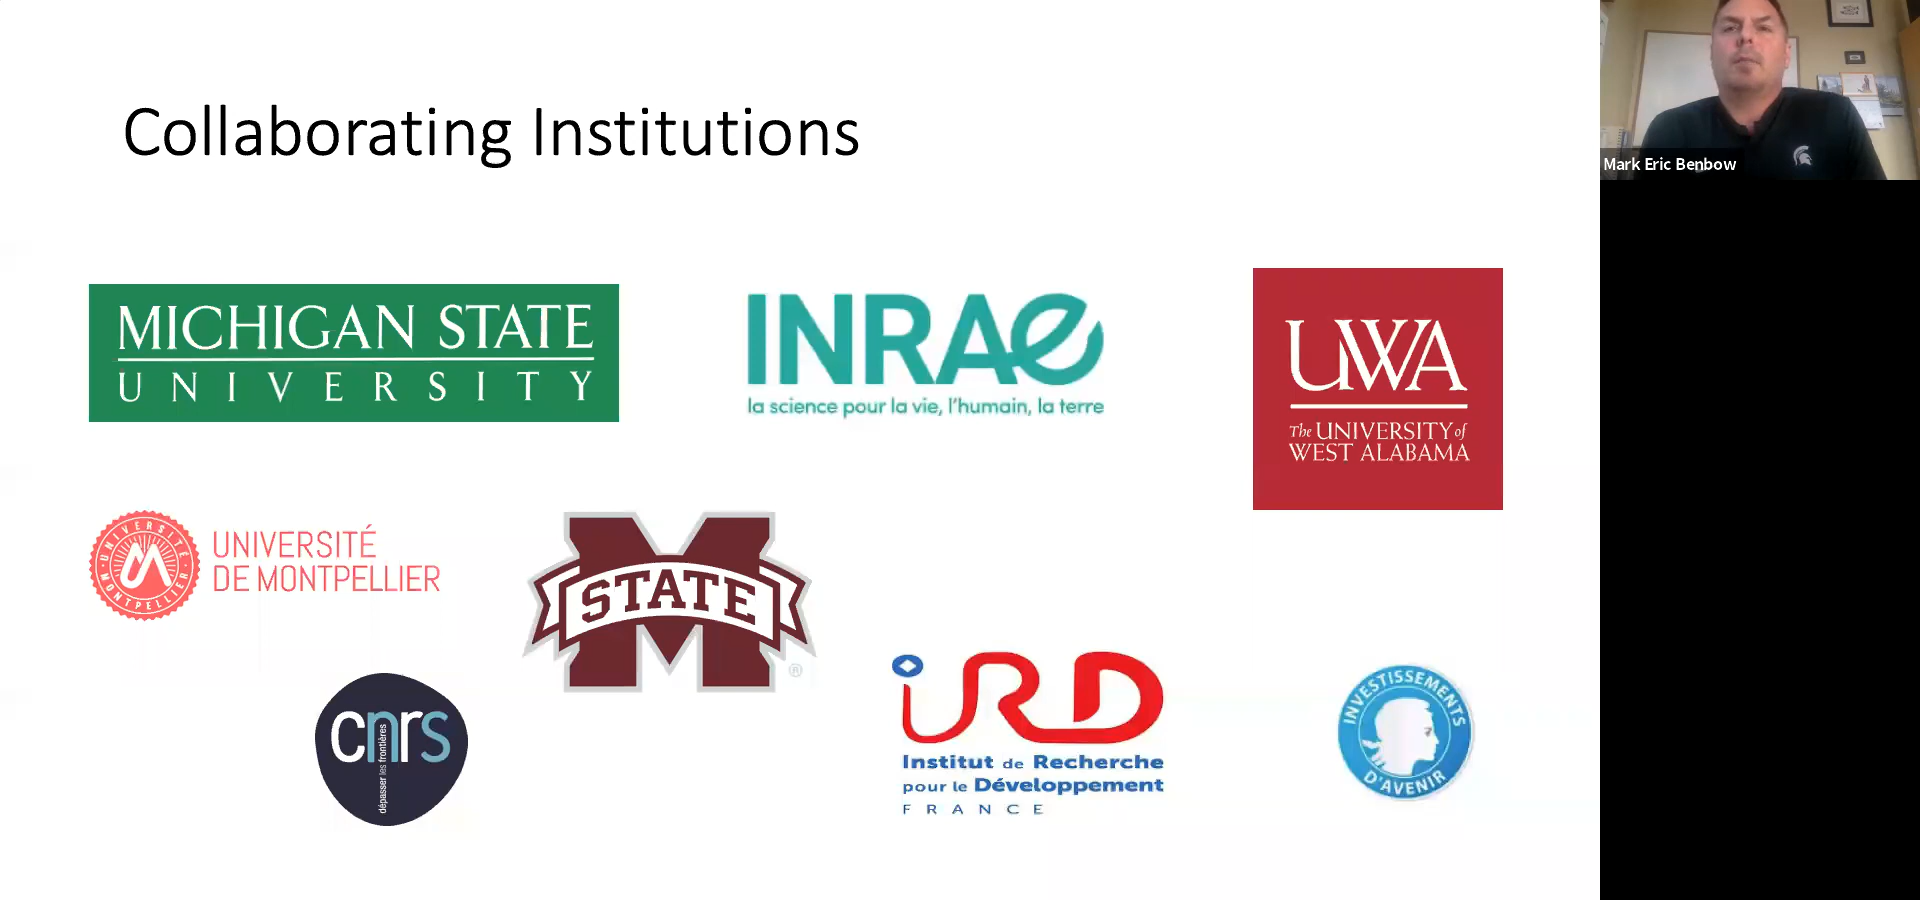 Collaborating Institutions
Mark Eric Benbow
MICHIGAN STATE
UNIVERSITY
INRAE
la science pour la vie, l'humain, la terre
UWA
The UNIVERSITY of
WEST ALABAMA
UNIVERSITÉ
MONTPELLIER
UNIVERSITÉ
DE MONTPELLIER
M
STATE
®
cnrs
dépasser les frontières
IRD
Institut de Recherche
pour le Développement
FRANCE
INVESTISSEMENTS
D'AVENIR